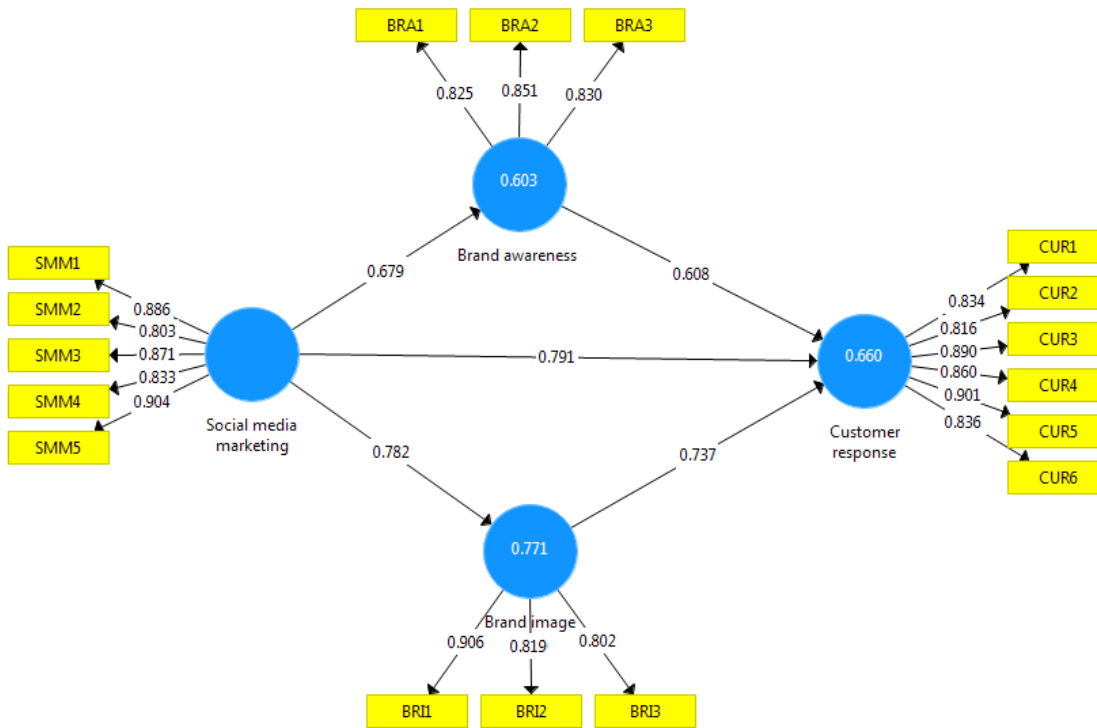 BRA1
BRA2
BRA3
0.825
0.851
0.830
0.603
Brand awareness
SMM1
SMM2
SMM3
SMM4
SMM5
0.886
0.803
0.871
0.833
0.904
Social media
marketing
0.679
0.791
0.782
0.608
0.737
0.660
Customer
response
0.834
0.816
0.890
0.860
0.901
0.836
CUR1
CUR2
CUR3
CUR4
CUR5
CUR6
0.771
Brand image
0.906
0.819
0.802
BRI1
BRI2
BRI3